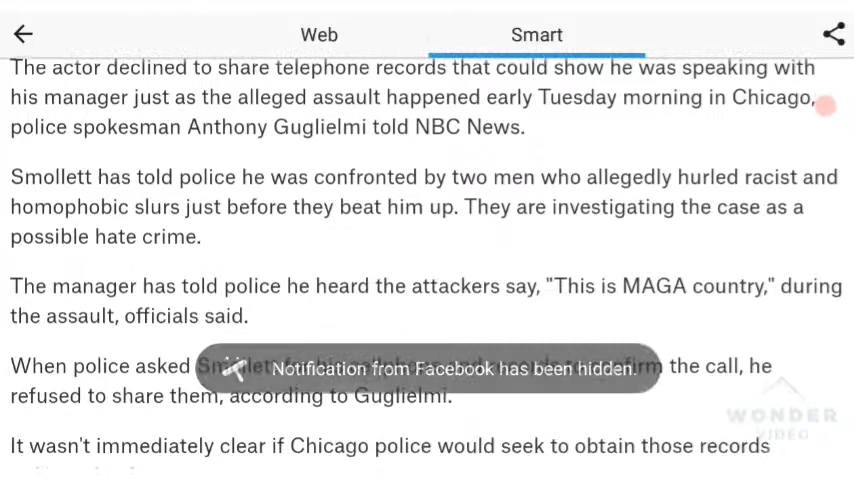 Web Smart
The actor declined to share telephone records that could show he was speaking with
his manager just as the alleged assault happened early Tuesday morning in Chicago,
police spokesman Anthony Guglielmi told NBC News.
Smollett has told police he was confronted by two men who allegedly hurled racist and
homophobic slurs just before they beat him up. They are investigating the case as a
possible hate crime.
The manager has told police he heard the attackers say, "This is MAGA country," during
the assault, officials said.
When police asked the call, he
Notification from Facebook has been hidden.
refused to share them, according to Guglielmi.
WONDER
VIDEO
It wasn't immediately clear if Chicago police would seek to obtain those records